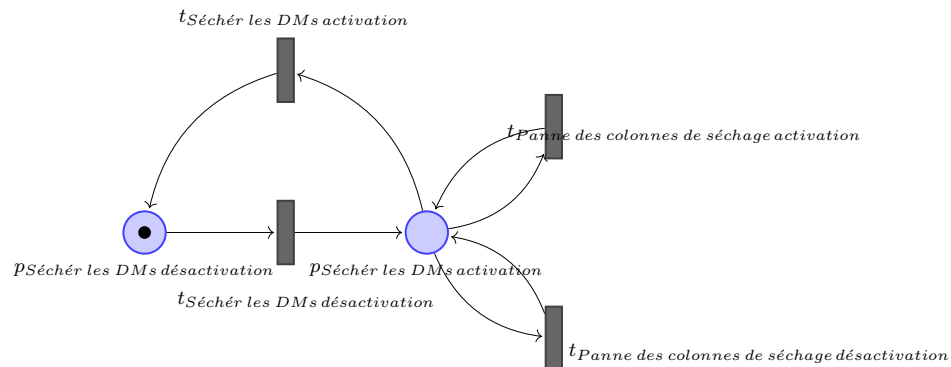 tSéchér les DMs activation
tPanne des colonnes de séchage activation
pSéchér les DMs désactivation
pSéchér les DMs activation
tSéchér les DMs désactivation
tPanne des colonnes de séchage désactivation